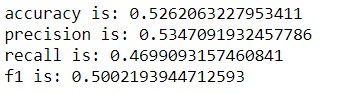 accuracy is: 0.5262063227953411
precision is: 0.5347091932457786
recall is: 0.4699093157460841
f1 is: 0.5002193944712593